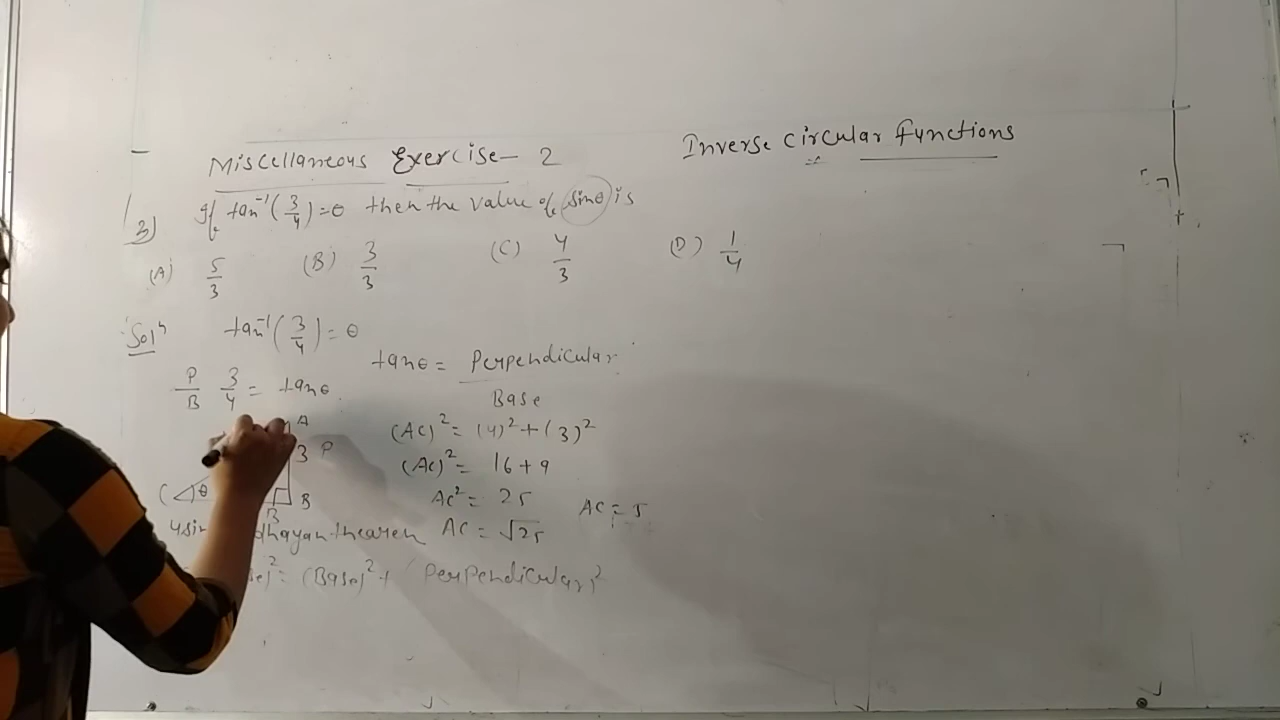 Miscellaneous Exercise-2
Inverse circular functions
3) If tan⁻¹(3/4)=θ then the value of sinθ is
(A) 5/3 (B) 3/3 (C) 4/3 (D) 1/4
Solⁿ tan⁻¹(3/4)=θ
P/B 3/4 = tanθ
tanθ = Perpendicular/Base
A
3 P
C θ B
B
(AC)² = (4)²+(3)²
(AC)² = 16+9
AC² = 25
AC = √25
AC = 5
theorem
)² = (Base)² + (Perpendicular)²